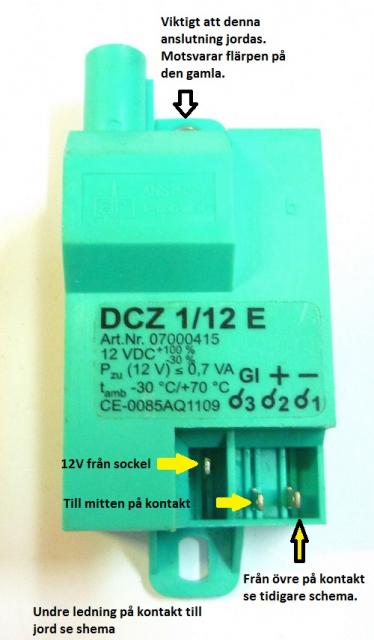 Viktigt att denna
anslutning jordas.
Motsvarar flärpen på
den gamla.
DCZ 1/12 E
Art.Nr. 07000415
12 VDC +100 % -30 %
Pzu (12 V) ≤ 0,7 VA
tamb -30 °C/+70 °C
CE-0085AQ1109
GI + −
3 2 1
12V från sockel
Till mitten på kontakt
Från övre på kontakt
se tidigare schema.
Undre ledning på kontakt till
jord se shema